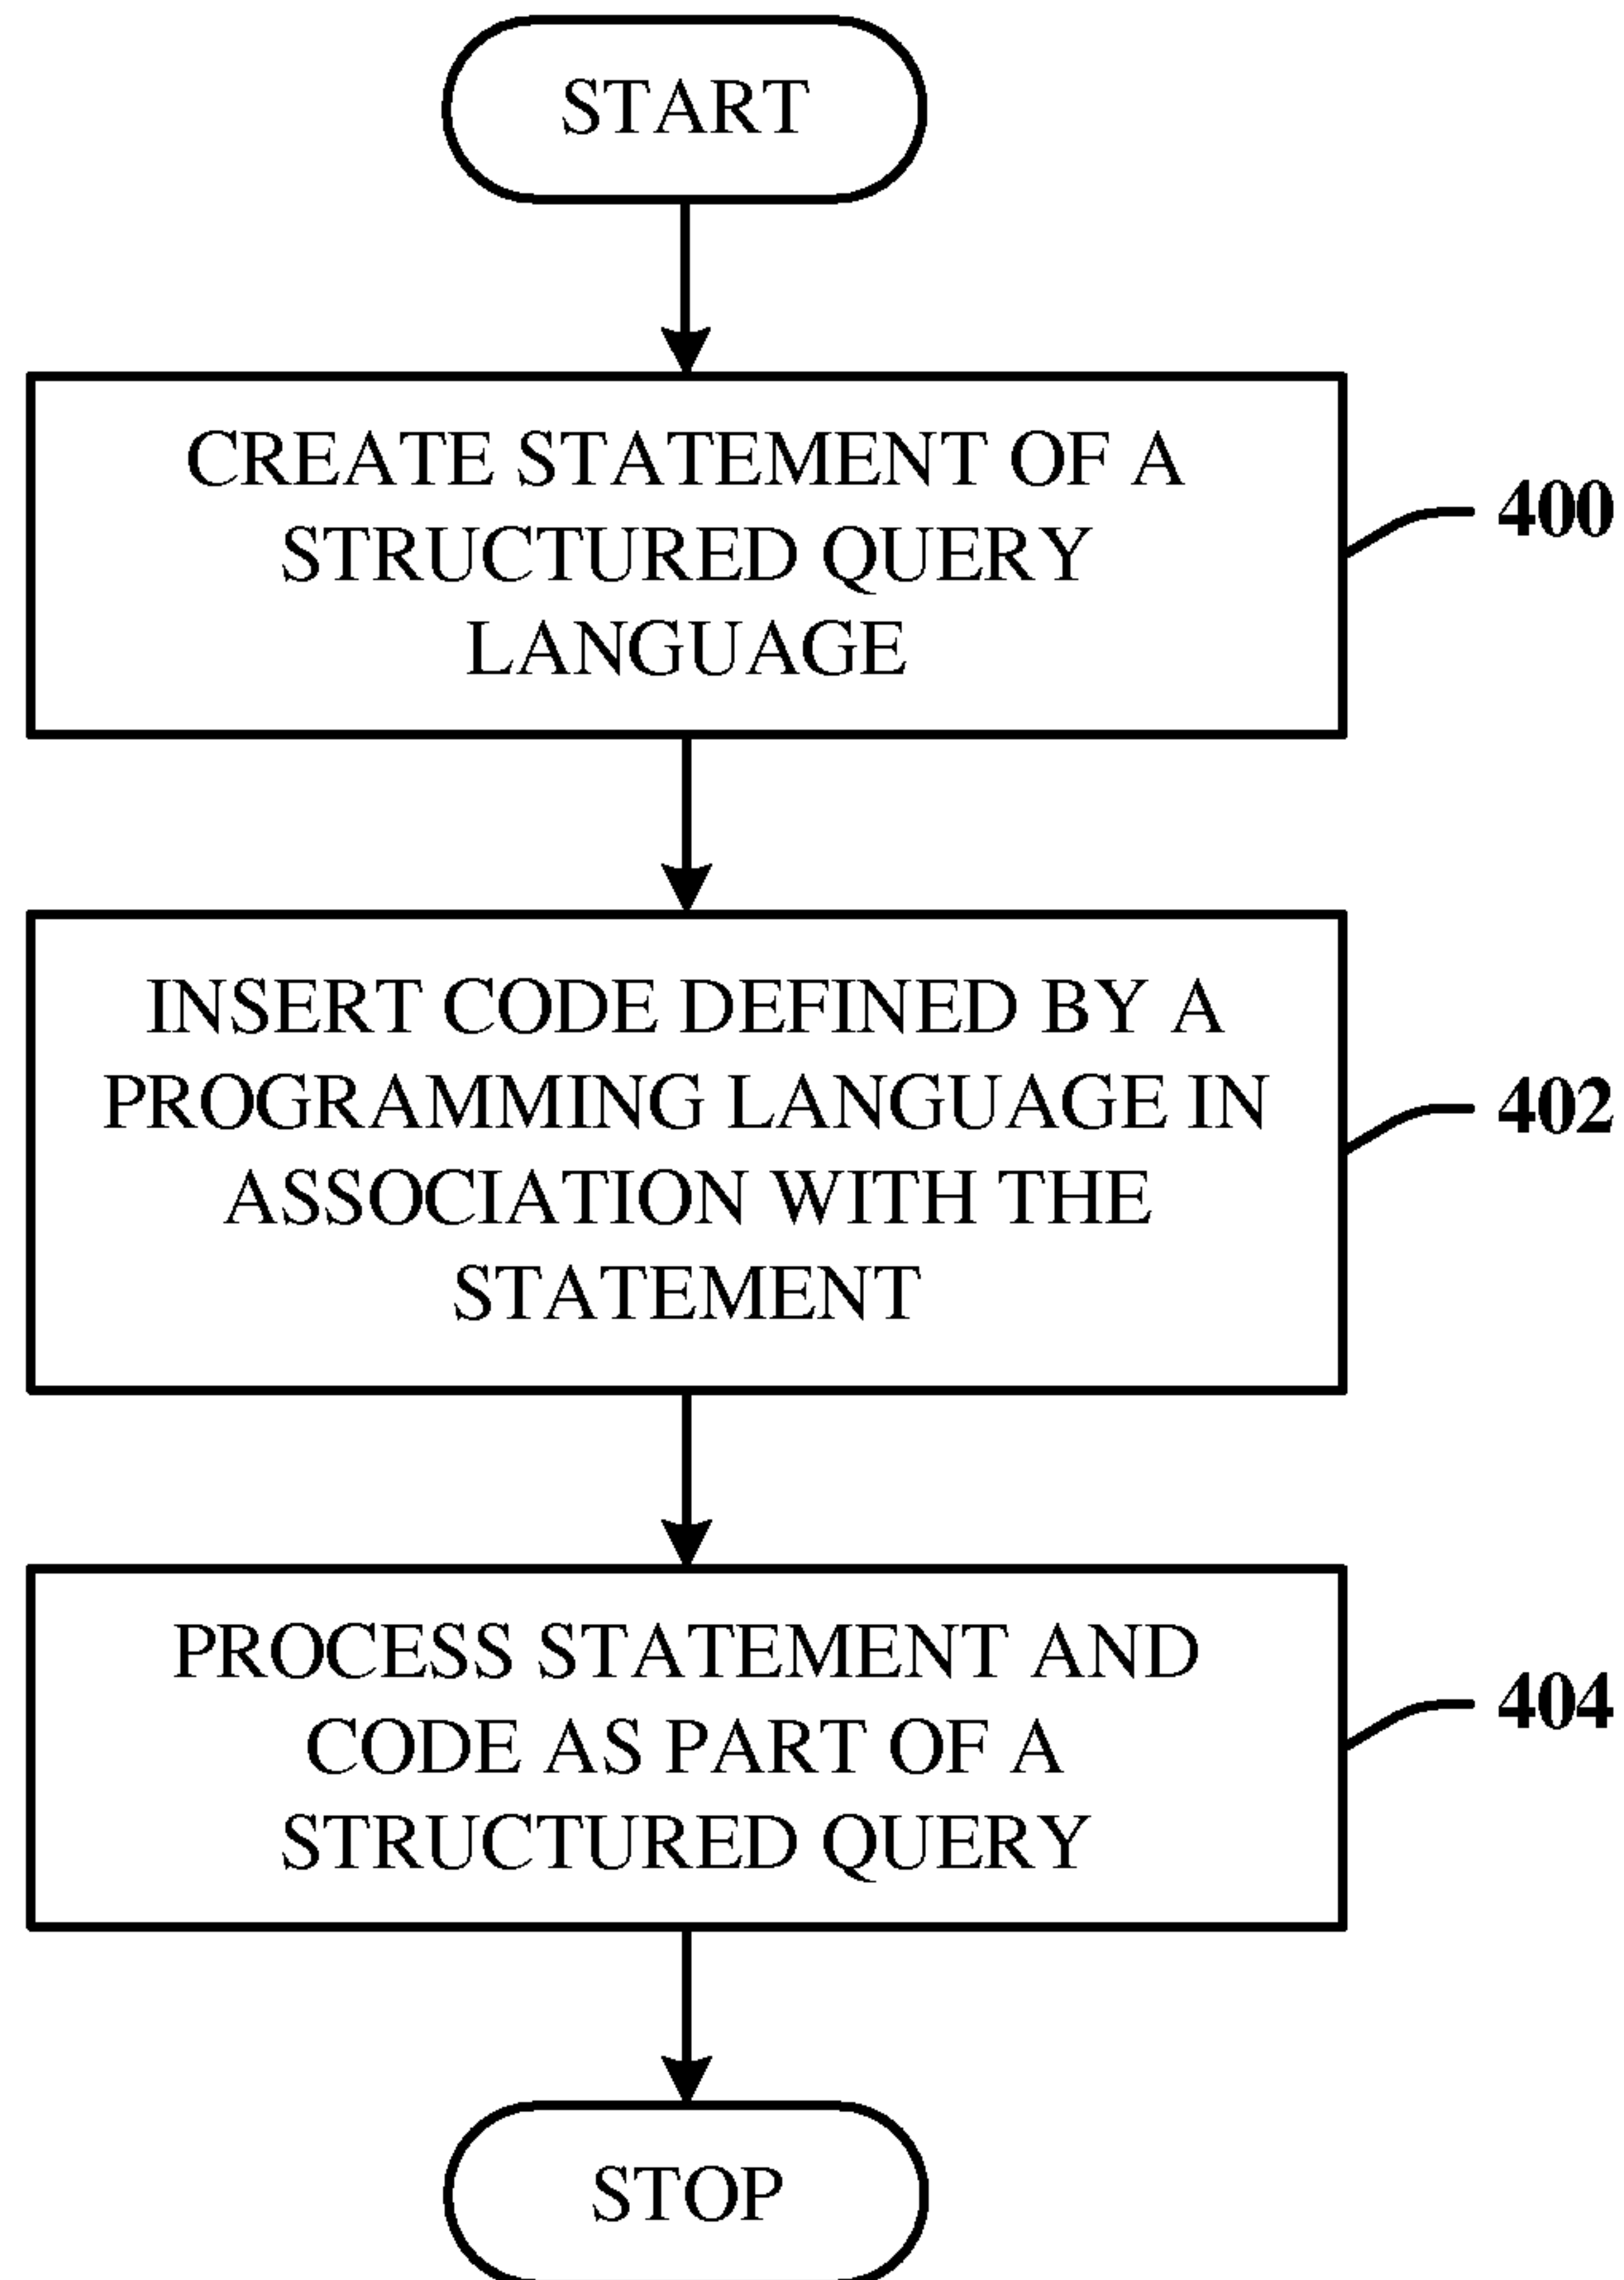 START
CREATE STATEMENT OF A
STRUCTURED QUERY
LANGUAGE
400
INSERT CODE DEFINED BY A
PROGRAMMING LANGUAGE IN
ASSOCIATION WITH THE
STATEMENT
402
PROCESS STATEMENT AND
CODE AS PART OF A
STRUCTURED QUERY
404
STOP